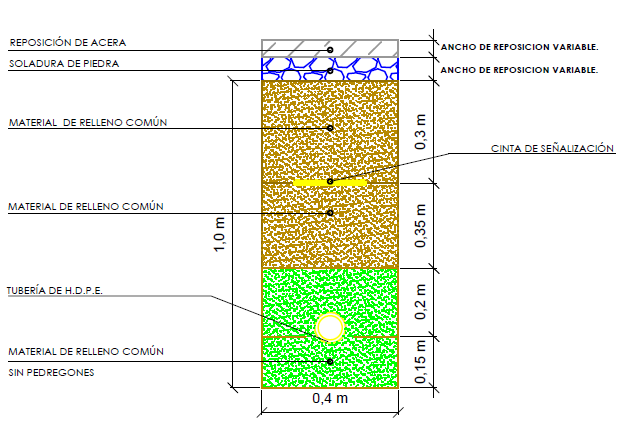 REPOSICIÓN DE ACERA
ANCHO DE REPOSICION VARIABLE.
SOLADURA DE PIEDRA
ANCHO DE REPOSICION VARIABLE.
MATERIAL DE RELLENO COMÚN
0,3 m
CINTA DE SEÑALIZACIÓN
MATERIAL DE RELLENO COMÚN
0,35 m
1,0 m
TUBERÍA DE H.D.P.E.
0,2 m
MATERIAL DE RELLENO COMÚN
SIN PEDREGONES
0,15 m
0,4 m